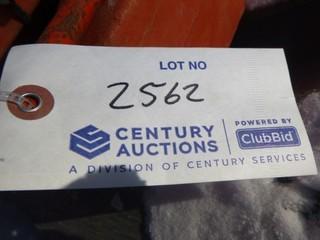 LOT NO
2562
CENTURY AUCTIONS
POWERED BY
ClubBid
A DIVISION OF CENTURY SERVICES